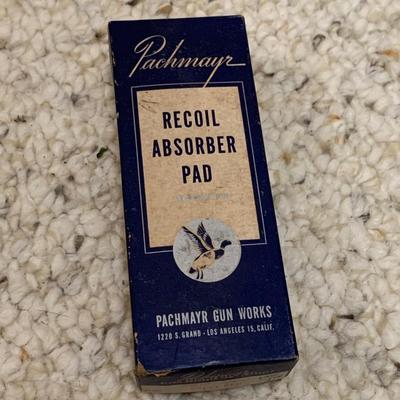 Pachmayr
RECOIL
ABSORBER
PAD
PACHMAYR GUN WORKS
1220 S. GRAND - LOS ANGELES 15, CALIF.